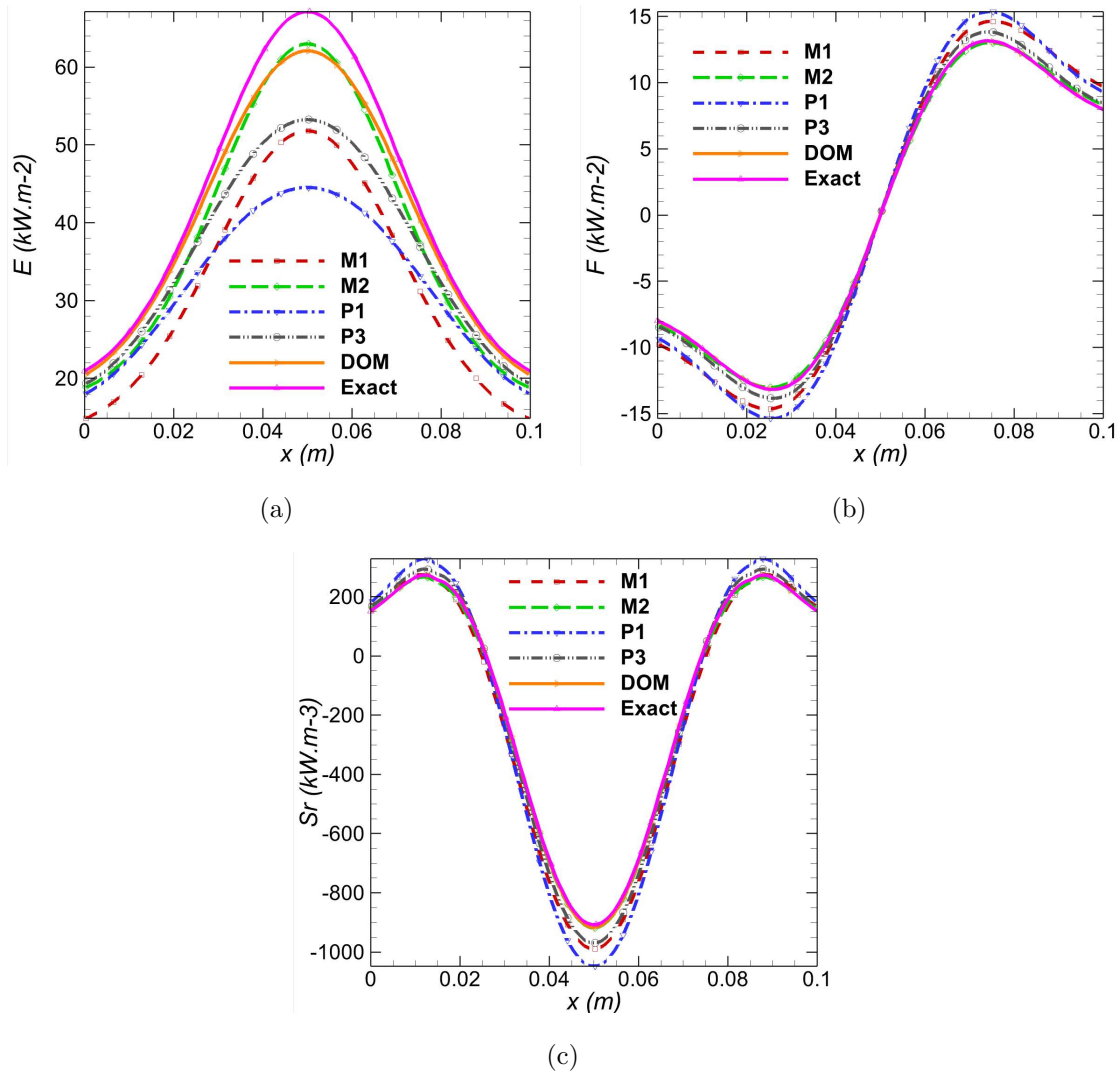 E (kW.m-2)
60
50
40
30
20
M1
M2
P1
P3
DOM
Exact
0 0.02 0.04 0.06 0.08 0.1
x (m)
(a)
F (kW.m-2)
15
10
5
0
-5
-10
-15
M1
M2
P1
P3
DOM
Exact
0 0.02 0.04 0.06 0.08 0.1
x (m)
(b)
Sr (kW.m-3)
200
0
-200
-400
-600
-800
-1000
M1
M2
P1
P3
DOM
Exact
0 0.02 0.04 0.06 0.08 0.1
x (m)
(c)